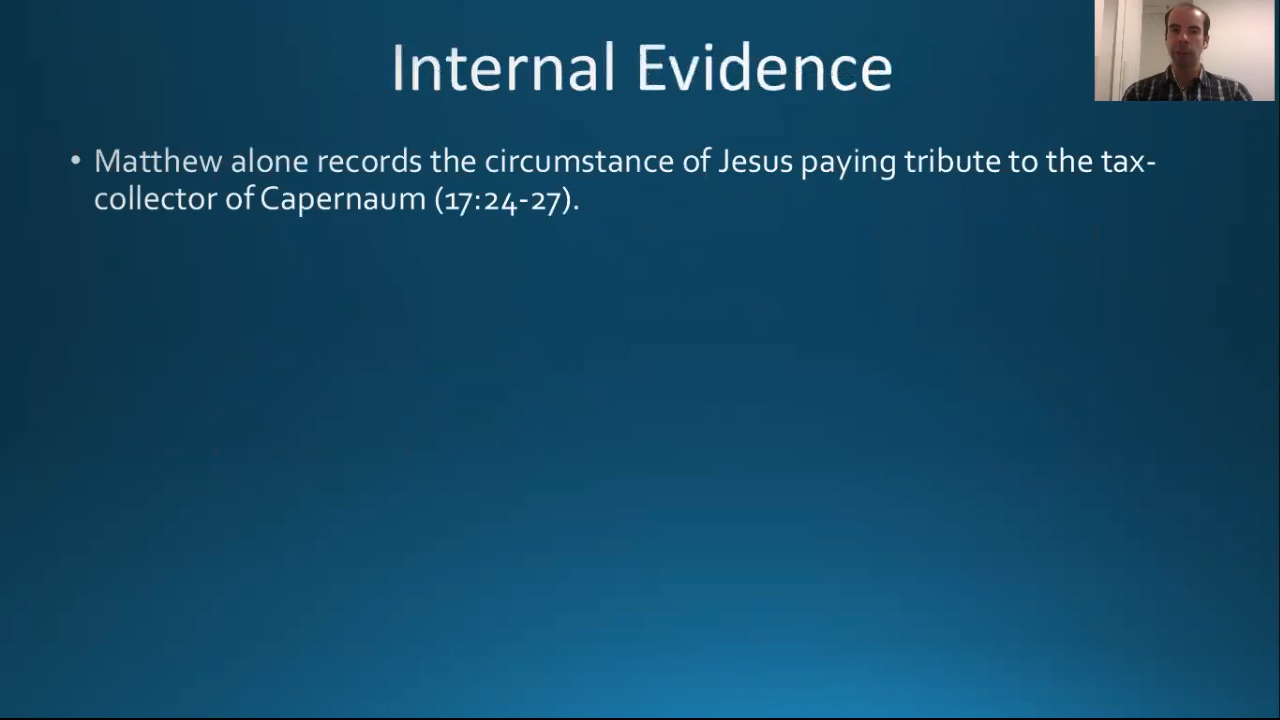 Internal Evidence
• Matthew alone records the circumstance of Jesus paying tribute to the tax-
collector of Capernaum (17:24-27).